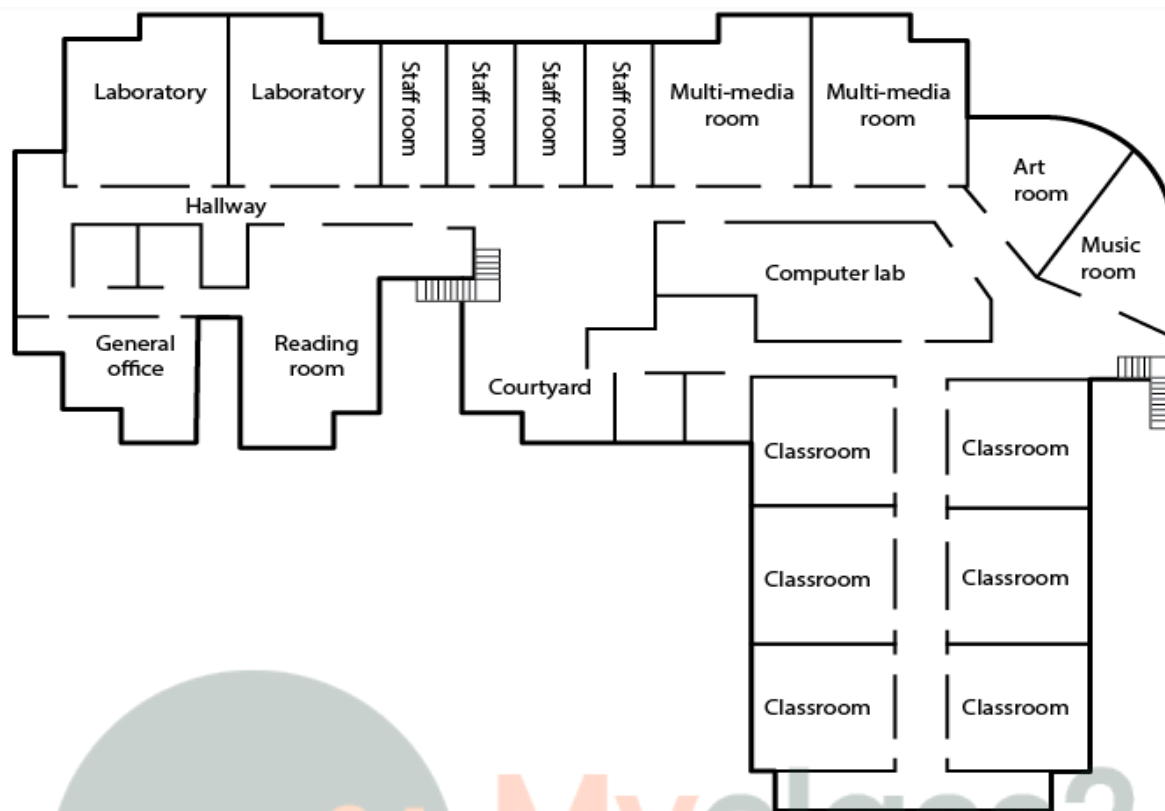 Laboratory
Laboratory
Staff room
Staff room
Staff room
Staff room
Multi-media
room
Multi-media
room
Art
room
Music
room
Hallway
Computer lab
General
office
Reading
room
Courtyard
Classroom
Classroom
Classroom
Classroom
Classroom
Classroom